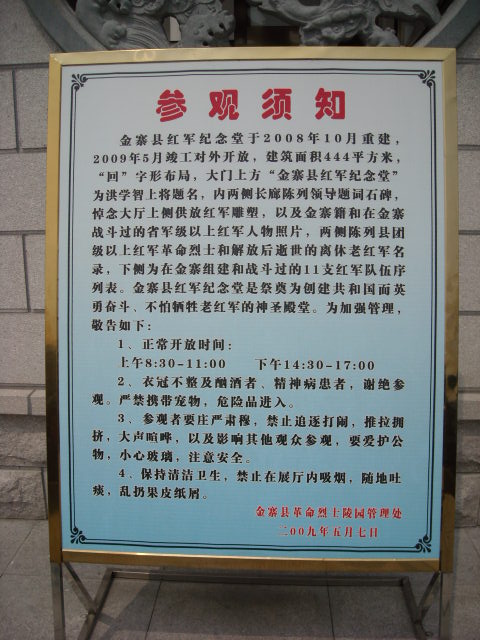 参观须知
金寨县红军纪念堂于2008年10月重建，
2009年5月竣工对外开放，建筑面积444平方米，
“回”字形布局，大门上方“金寨县红军纪念堂”
为洪学智上将题名，内两侧长廊陈列领导题词石碑，
悼念大厅上侧供放红军雕塑，以及金寨籍和在金寨
战斗过的省军级以上红军人物照片，两侧陈列县团
级以上红军革命烈士和解放后逝世的离休老红军名
录，下侧为在金寨组建和战斗过的11支红军队伍序
列表。金寨县红军纪念堂是祭奠为创建共和国而英
勇奋斗、不怕牺牲老红军的神圣殿堂。为加强管理，
敬告如下：
1、正常开放时间：
上午8:30-11:00 下午14:30-17:00
2、衣冠不整及酗酒者、精神病患者，谢绝参
观。严禁携带宠物，危险品进入。
3、参观者要庄严肃穆，禁止追逐打闹，推拉拥
挤，大声喧哗，以及影响其他观众参观，要爱护公
物，小心玻璃，注意安全。
4、保持清洁卫生，禁止在展厅内吸烟，随地吐
痰，乱扔果皮纸屑。
金寨县革命烈士陵园管理处
二00九年五月七日